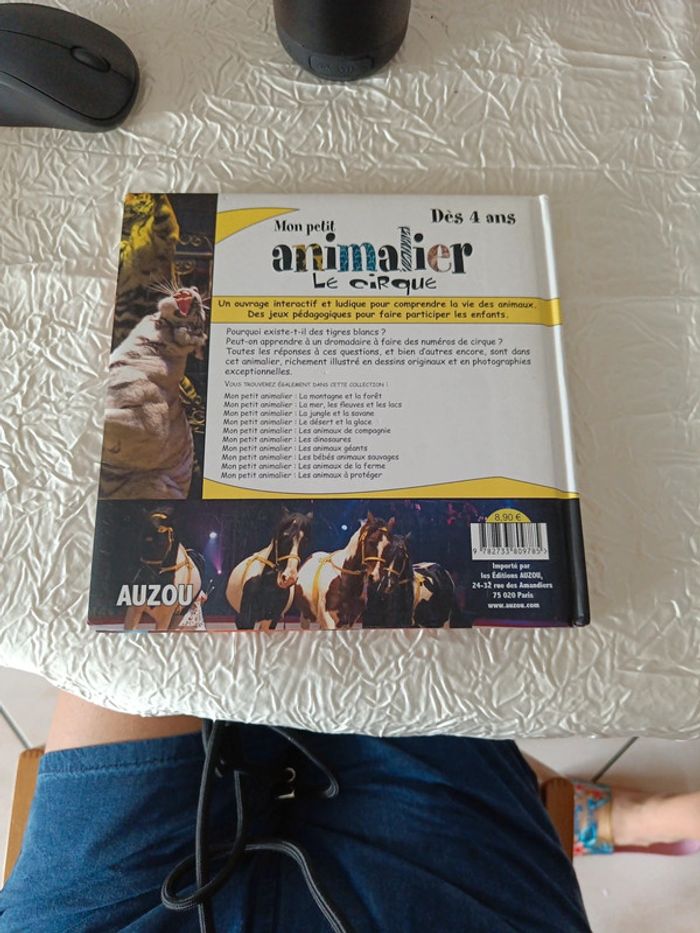 Mon petit
Dès 4 ans
animalier
LE CIRQUE
Un ouvrage interactif et ludique pour comprendre la vie des animaux.
Des jeux pédagogiques pour faire participer les enfants.
Pourquoi existe-t-il des tigres blancs ?
Peut-on apprendre à un dromadaire à faire des numéros de cirque ?
Toutes les réponses à ces questions, et bien d'autres encore, sont dans
cet animalier, richement illustré en dessins originaux et en photographies
exceptionnelles.
VOUS TROUVEREZ ÉGALEMENT DANS CETTE COLLECTION :
Mon petit animalier : La montagne et la forêt
Mon petit animalier : La mer, les fleuves et les lacs
Mon petit animalier : La jungle et la savane
Mon petit animalier : Le désert et la glace
Mon petit animalier : Les animaux de compagnie
Mon petit animalier : Les dinosaures
Mon petit animalier : Les animaux géants
Mon petit animalier : Les bébés animaux sauvages
Mon petit animalier : Les animaux de la ferme
Mon petit animalier : Les animaux à protéger
8,90 €
9 782733 809785
AUZOU
Importé par
les Éditions AUZOU,
24-32 rue des Amandiers
75 020 Paris
www.auzou.com